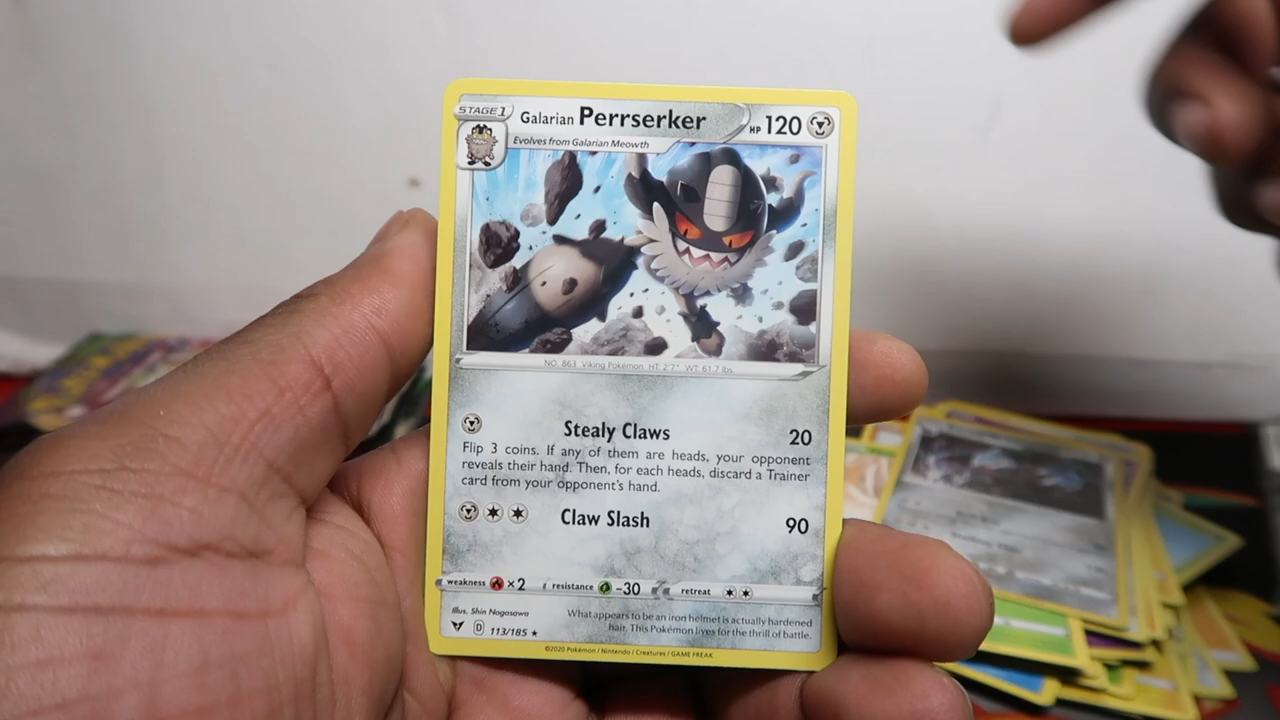 STAGE 1
Galarian Perrserker
HP 120
Evolves from Galarian Meowth
NO. 863 Viking Pokémon HT: 2'7" WT: 61.7 lbs.
Stealy Claws 20
Flip 3 coins. If any of them are heads, your opponent
reveals their hand. Then, for each heads, discard a Trainer
card from your opponent's hand.
Claw Slash 90
weakness ×2 resistance -30 retreat
Illus. Shin Nagasawa
What appears to be an iron helmet is actually hardened
hair. This Pokémon lives for the thrill of battle.
D 113/185 ★
©2020 Pokémon / Nintendo / Creatures / GAME FREAK